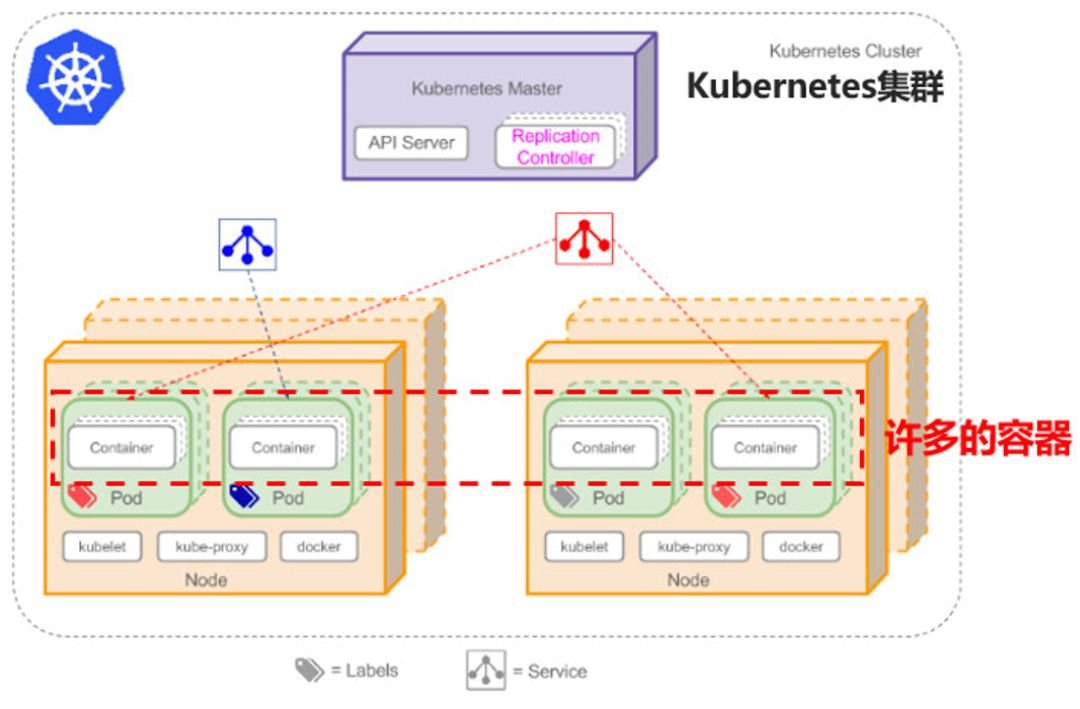 Kubernetes Cluster
Kubernetes集群
Kubernetes Master
API Server
Replication
Controller
Container
Container
Container
Container
许多的容器
Pod
Pod
Pod
Pod
kubelet
kube-proxy
docker
kubelet
kube-proxy
docker
Node
Node
= Labels
= Service